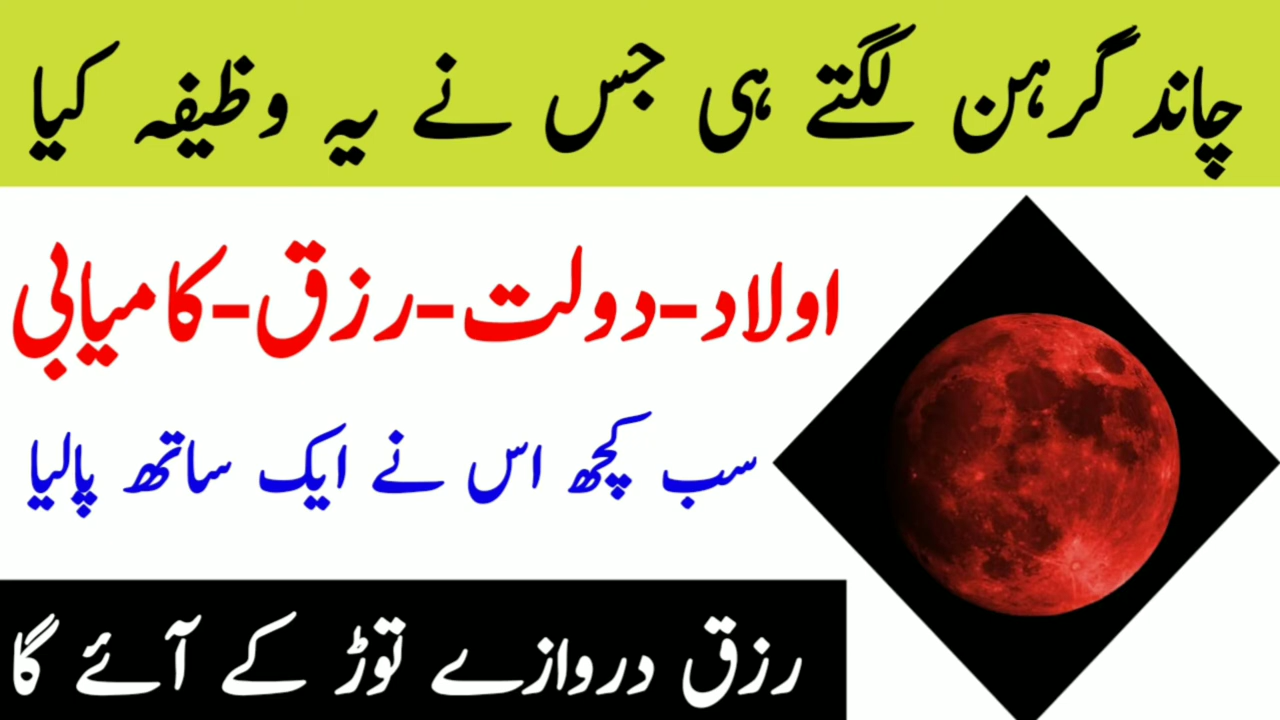 چاند گرہن لگتے ہی جس نے یہ وظیفہ کیا
اولاد-دولت-رزق-کامیابی
سب کچھ اس نے ایک ساتھ پالیا
رزق دروازے توڑ کے آئے گا